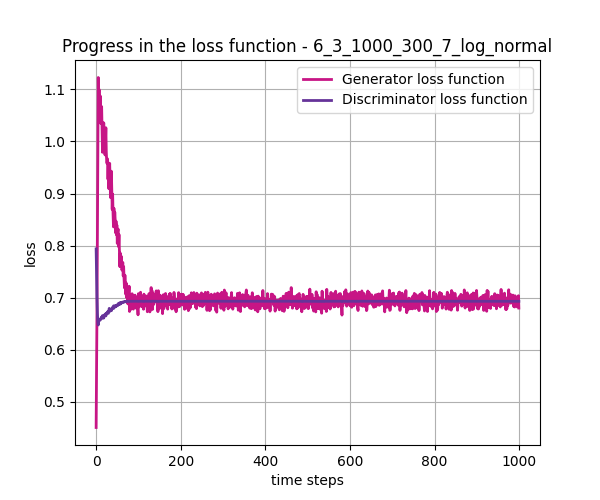 Progress in the loss function - 6_3_1000_300_7_log_normal
Generator loss function
Discriminator loss function
1.1
1.0
0.9
0.8
0.7
0.6
0.5
loss
0 200 400 600 800 1000
time steps